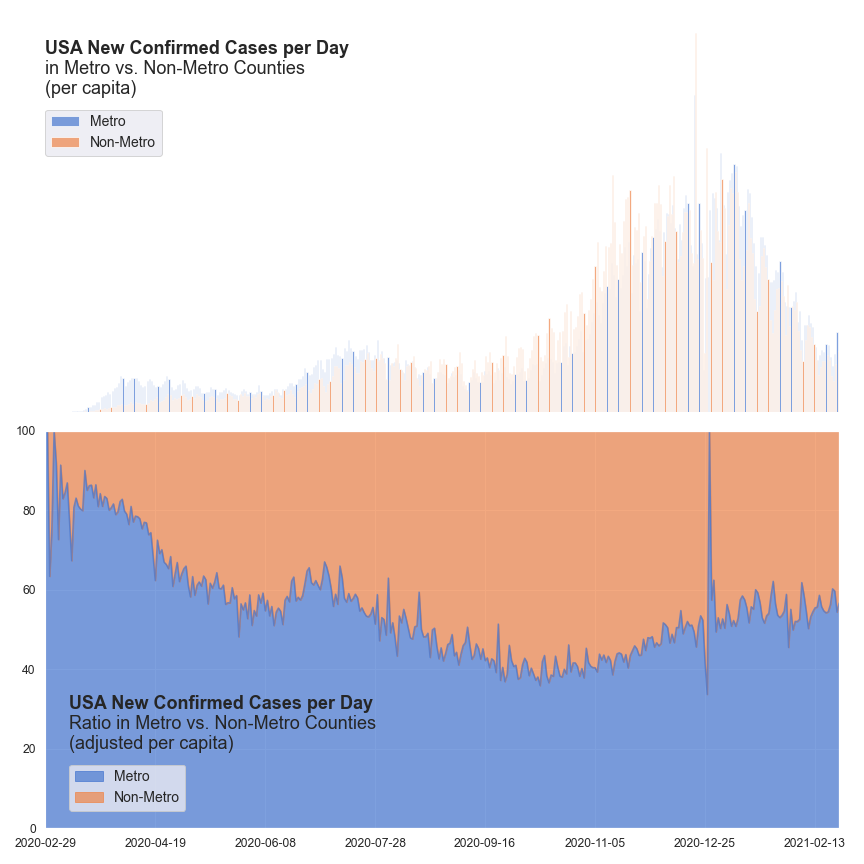 USA New Confirmed Cases per Day
in Metro vs. Non-Metro Counties
(per capita)
Metro
Non-Metro
100
80
60
40
20
0
USA New Confirmed Cases per Day
Ratio in Metro vs. Non-Metro Counties
(adjusted per capita)
Metro
Non-Metro
2020-02-29 2020-04-19 2020-06-08 2020-07-28 2020-09-16 2020-11-05 2020-12-25 2021-02-13